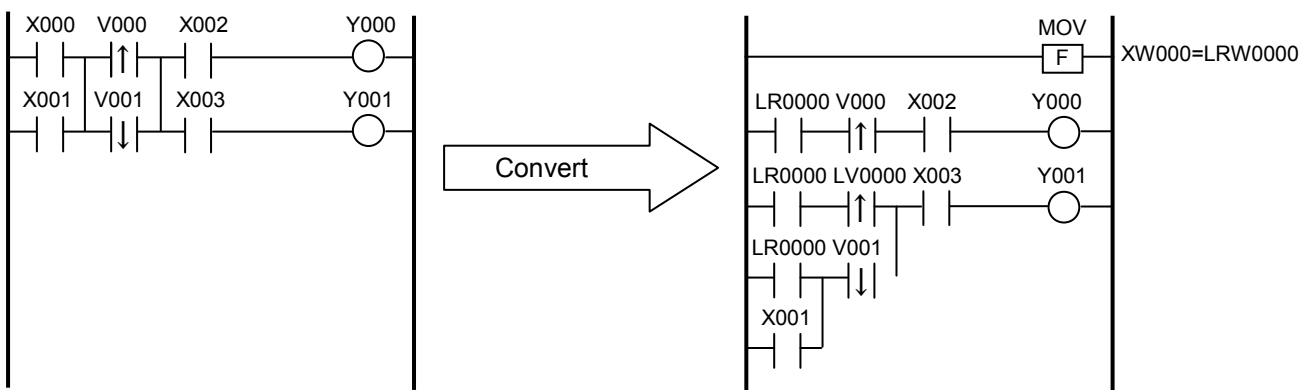 X000 V000 X002 Y000
X001 V001 X003 Y001
Convert
MOV
F XW000=LRW0000
LR0000 V000 X002 Y000
LR0000 LV0000 X003 Y001
LR0000 V001
X001